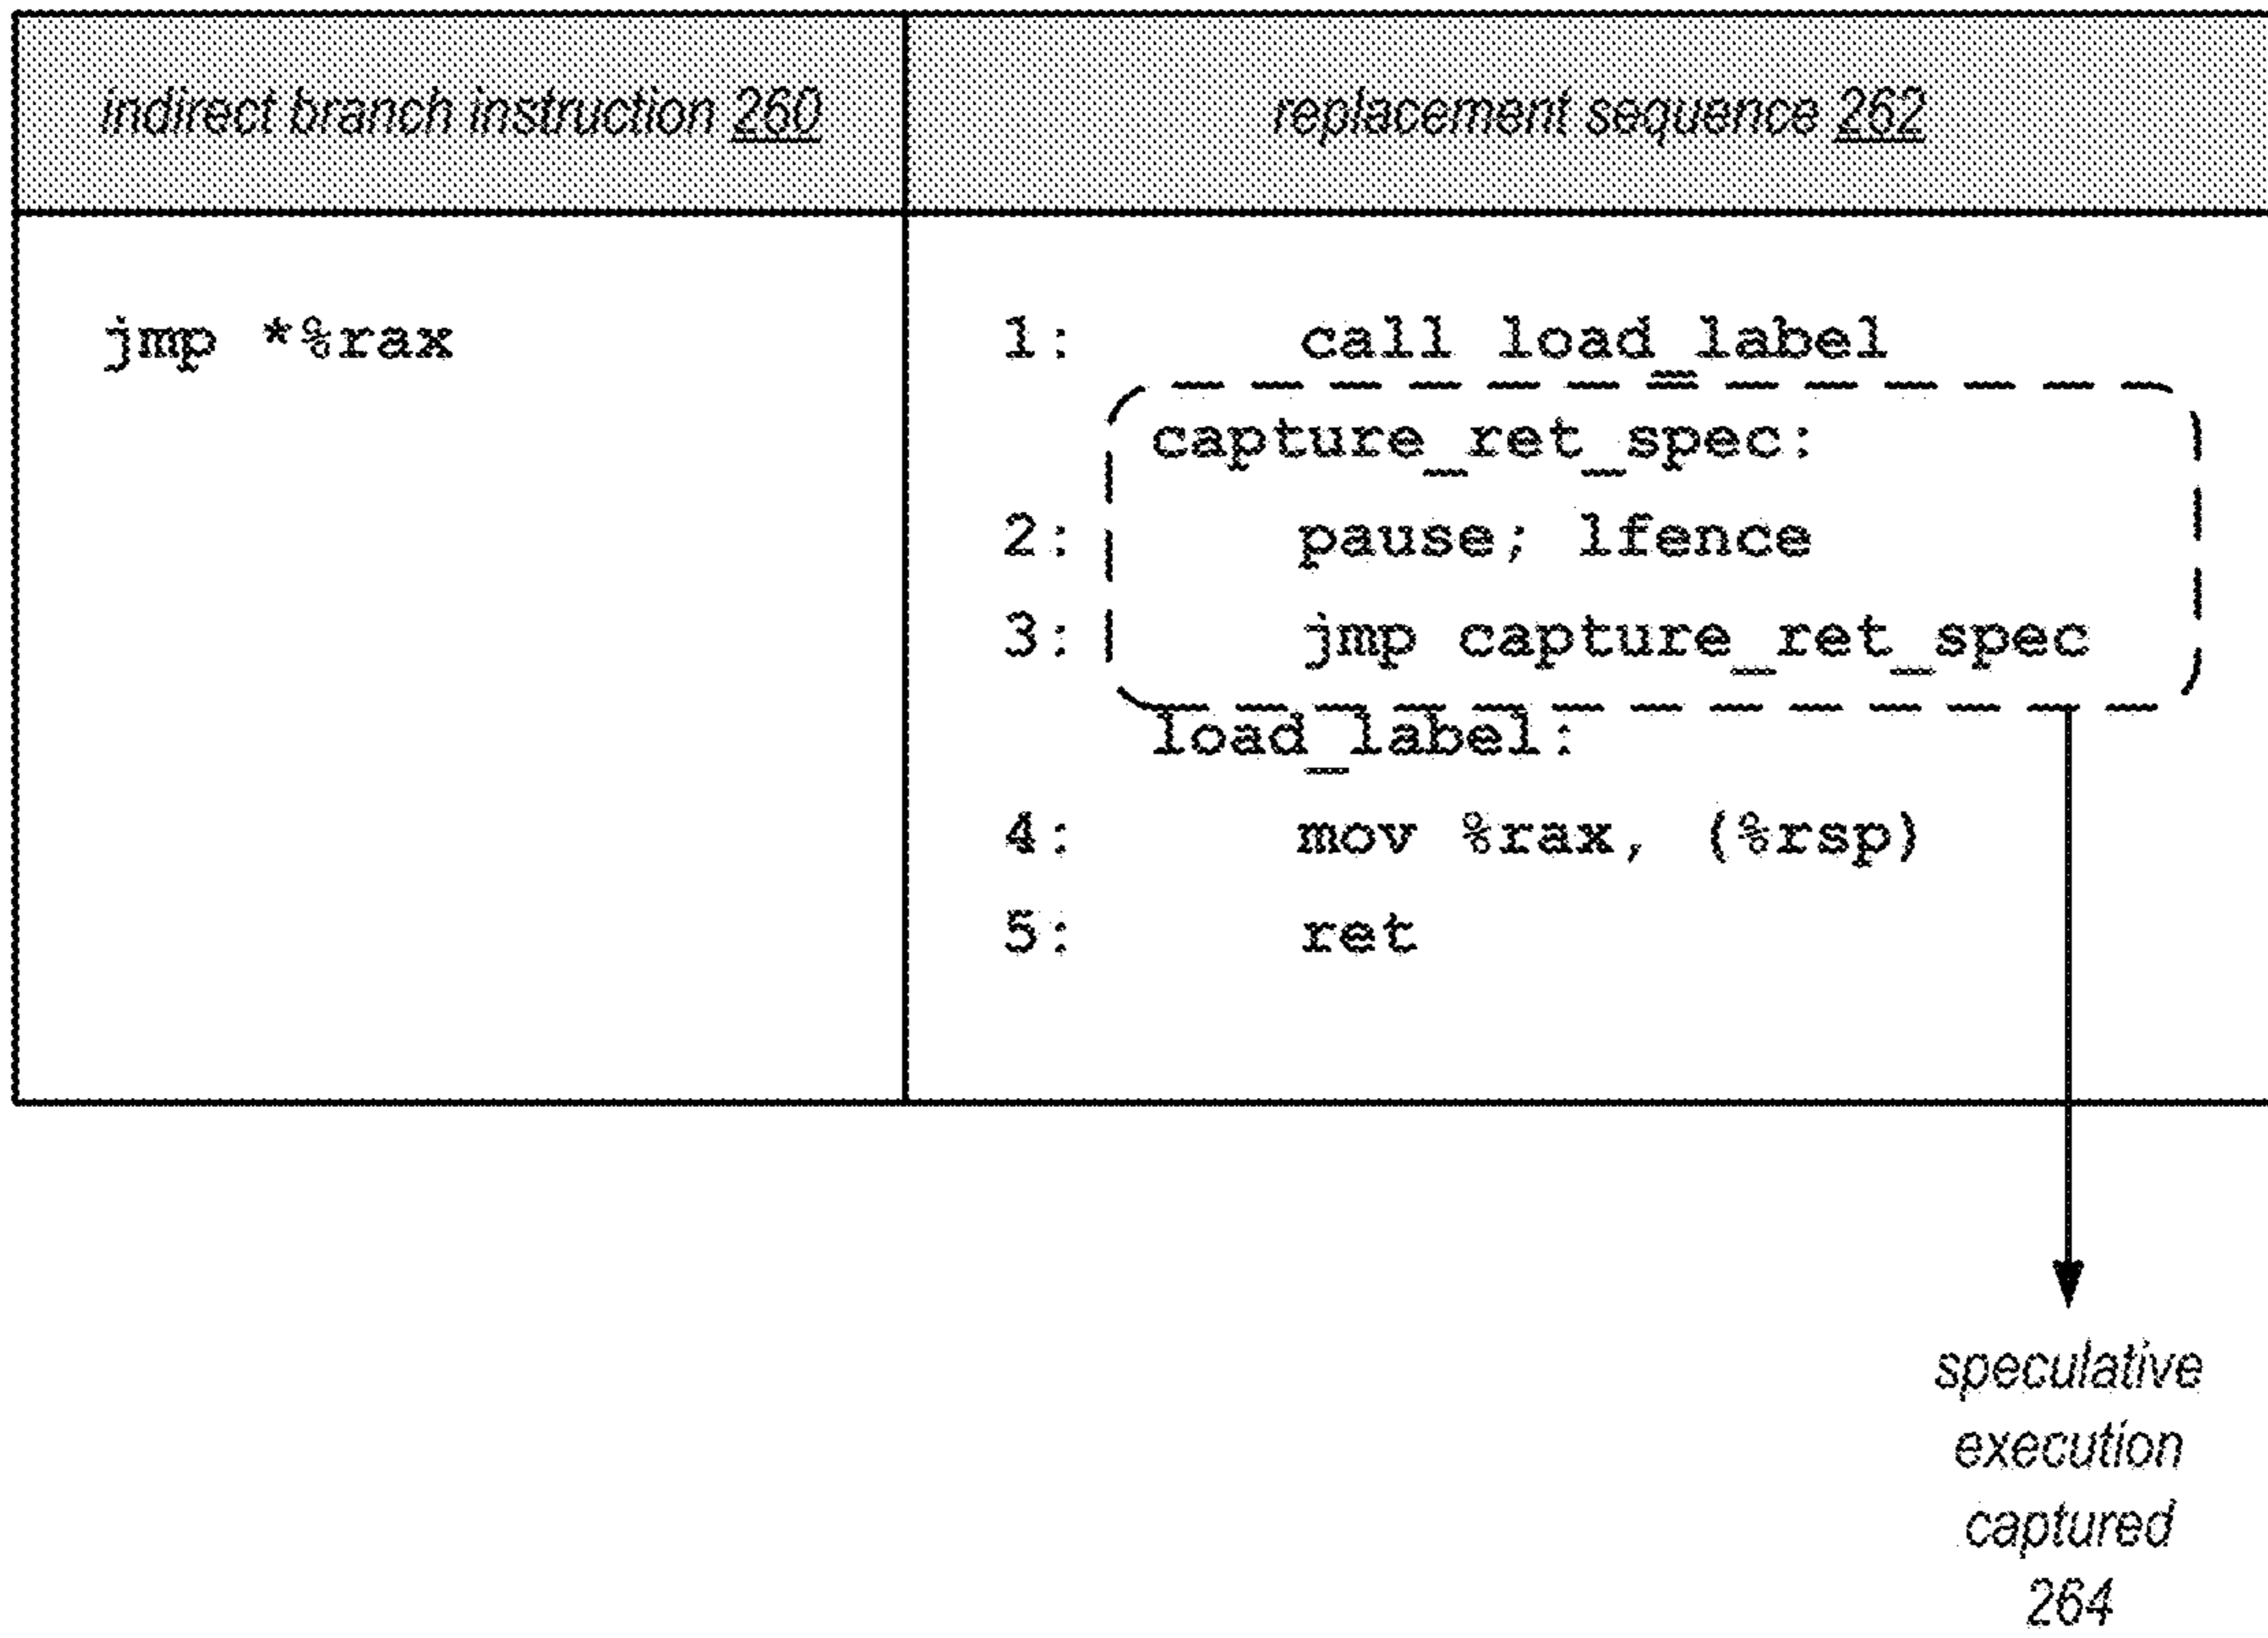 indirect branch instruction 260
replacement sequence 262
jmp *%rax
1: call load_label
capture_ret_spec:
2: pause; lfence
3: jmp capture_ret_spec
load_label:
4: mov %rax, (%rsp)
5: ret
speculative
execution
captured
264